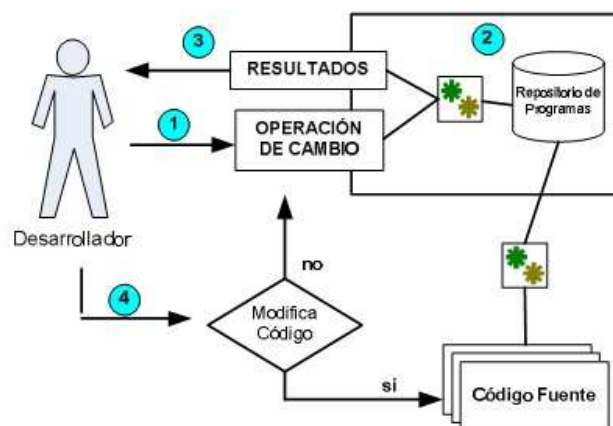 3
2
RESULTADOS
Repositorio de
Programas
1
OPERACIÓN
DE CAMBIO
Desarrollador
no
4
Modifica
Código
sí
Código Fuente